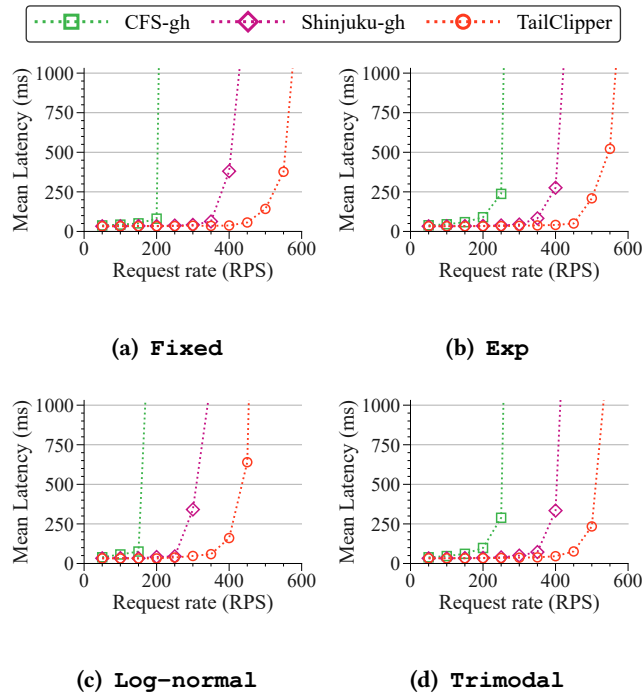 CFS-gh Shinjuku-gh TailClipper
Mean Latency (ms)
1000
750
500
250
0
0 200 400 600
Request rate (RPS)
(a) Fixed
Mean Latency (ms)
1000
750
500
250
0
0 200 400 600
Request rate (RPS)
(b) Exp
Mean Latency (ms)
1000
750
500
250
0
0 200 400 600
Request rate (RPS)
(c) Log-normal
Mean Latency (ms)
1000
750
500
250
0
0 200 400 600
Request rate (RPS)
(d) Trimodal